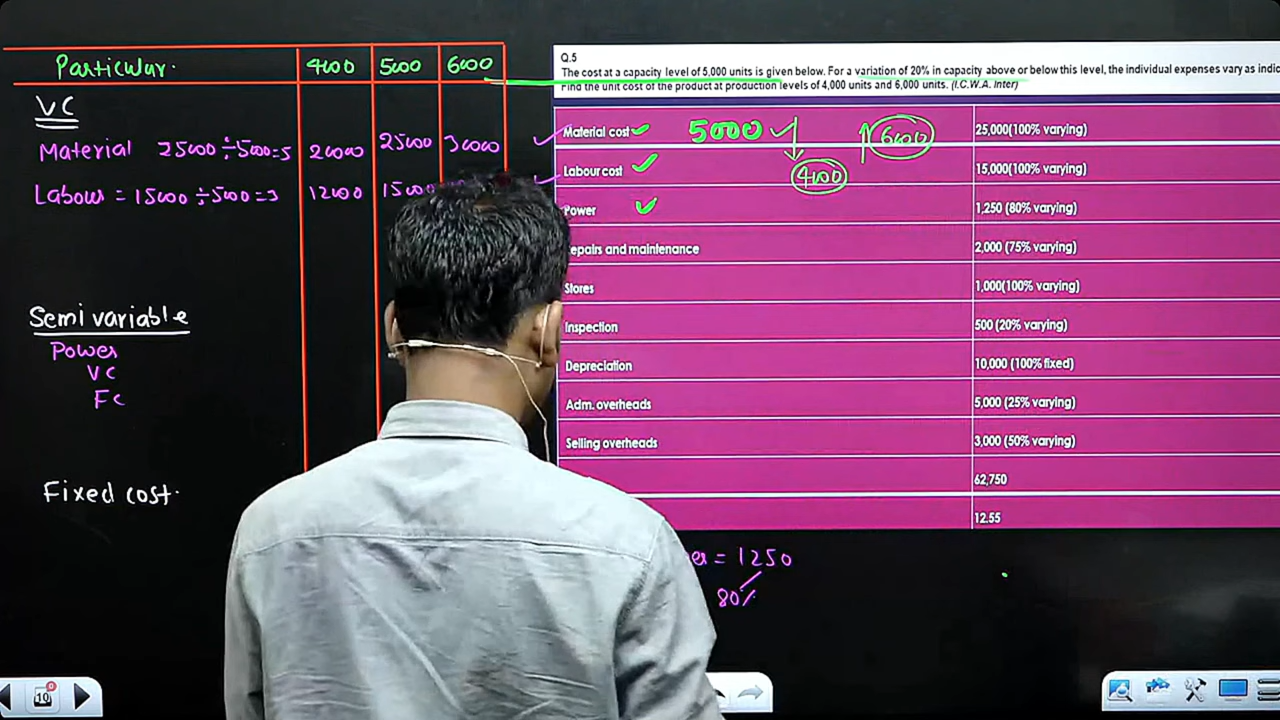 Particular. 4000 5000 6000
VC
Material 25000 ÷ 5000 = 5 20000 25000 30000
Labour = 15000 ÷ 5000 = 3 12000 15000
Semi variable
Power
VC
FC
Fixed cost.
Q.5
The cost at a capacity level of 5,000 units is given below. For a variation of 20% in capacity above or below this level, the individual expenses vary as indic
Find the unit cost of the product at production levels of 4,000 units and 6,000 units. (I.C.W.A. Inter)
Material cost 5000 6000 25,000(100% varying)
4000
Labour cost 15,000(100% varying)
Power 1,250 (80% varying)
epairs and maintenance 2,000 (75% varying)
Stores 1,000(100% varying)
Inspection 500 (20% varying)
Depreciation 10,000 (100% fixed)
Adm. overheads 5,000 (25% varying)
Selling overheads 3,000 (50% varying)
62,750
12.55
er = 1250
80%
10